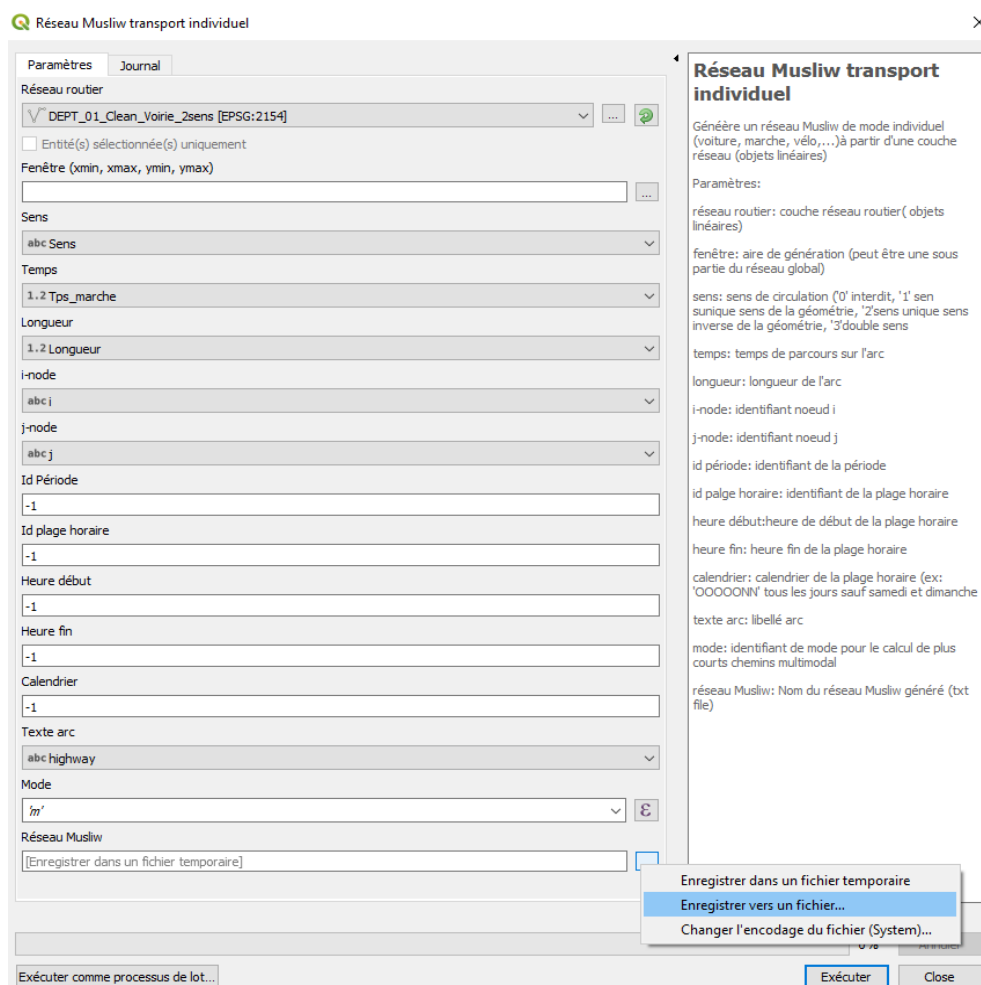 Réseau Musliw transport individuel
Paramètres
Journal
Réseau routier
DEPT_01_Clean_Voirie_2sens [EPSG:2154]
...
Entité(s) sélectionnée(s) uniquement
Fenêtre (xmin, xmax, ymin, ymax)
...
Sens
abc Sens
Temps
1.2 Tps_marche
Longueur
1.2 Longueur
i-node
abc i
j-node
abc j
Id Période
-1
Id plage horaire
-1
Heure début
-1
Heure fin
-1
Calendrier
-1
Texte arc
abc highway
Mode
'm'
ε
Réseau Musliw
[Enregistrer dans un fichier temporaire]
Enregistrer dans un fichier temporaire
Enregistrer vers un fichier...
Changer l'encodage du fichier (System)...
0 %
Annuler
Exécuter comme processus de lot...
Exécuter
Close
Réseau Musliw transport
individuel
Génééère un réseau Musliw de mode individuel
(voiture, marche, vélo,...)à partir d'une couche
réseau (objets linéaires)
Paramètres:
réseau routier: couche réseau routier( objets
linéaires)
fenêtre: aire de génération (peut être une sous
partie du réseau global)
sens: sens de circulation ('0' interdit, '1' sen
sunique sens de la géométrie, '2'sens unique sens
inverse de la géométrie, '3'double sens
temps: temps de parcours sur l'arc
longueur: longueur de l'arc
i-node: identifiant noeud i
j-node: identifiant noeud j
id période: identifiant de la période
id palge horaire: identifiant de la plage horaire
heure début:heure de début de la plage horaire
heure fin: heure fin de la plage horaire
calendrier: calendrier de la plage horaire (ex:
'OOOOONN' tous les jours sauf samedi et dimanche
texte arc: libellé arc
mode: identifiant de mode pour le calcul de plus
courts chemins multimodal
réseau Musliw: Nom du réseau Musliw généré (txt
file)